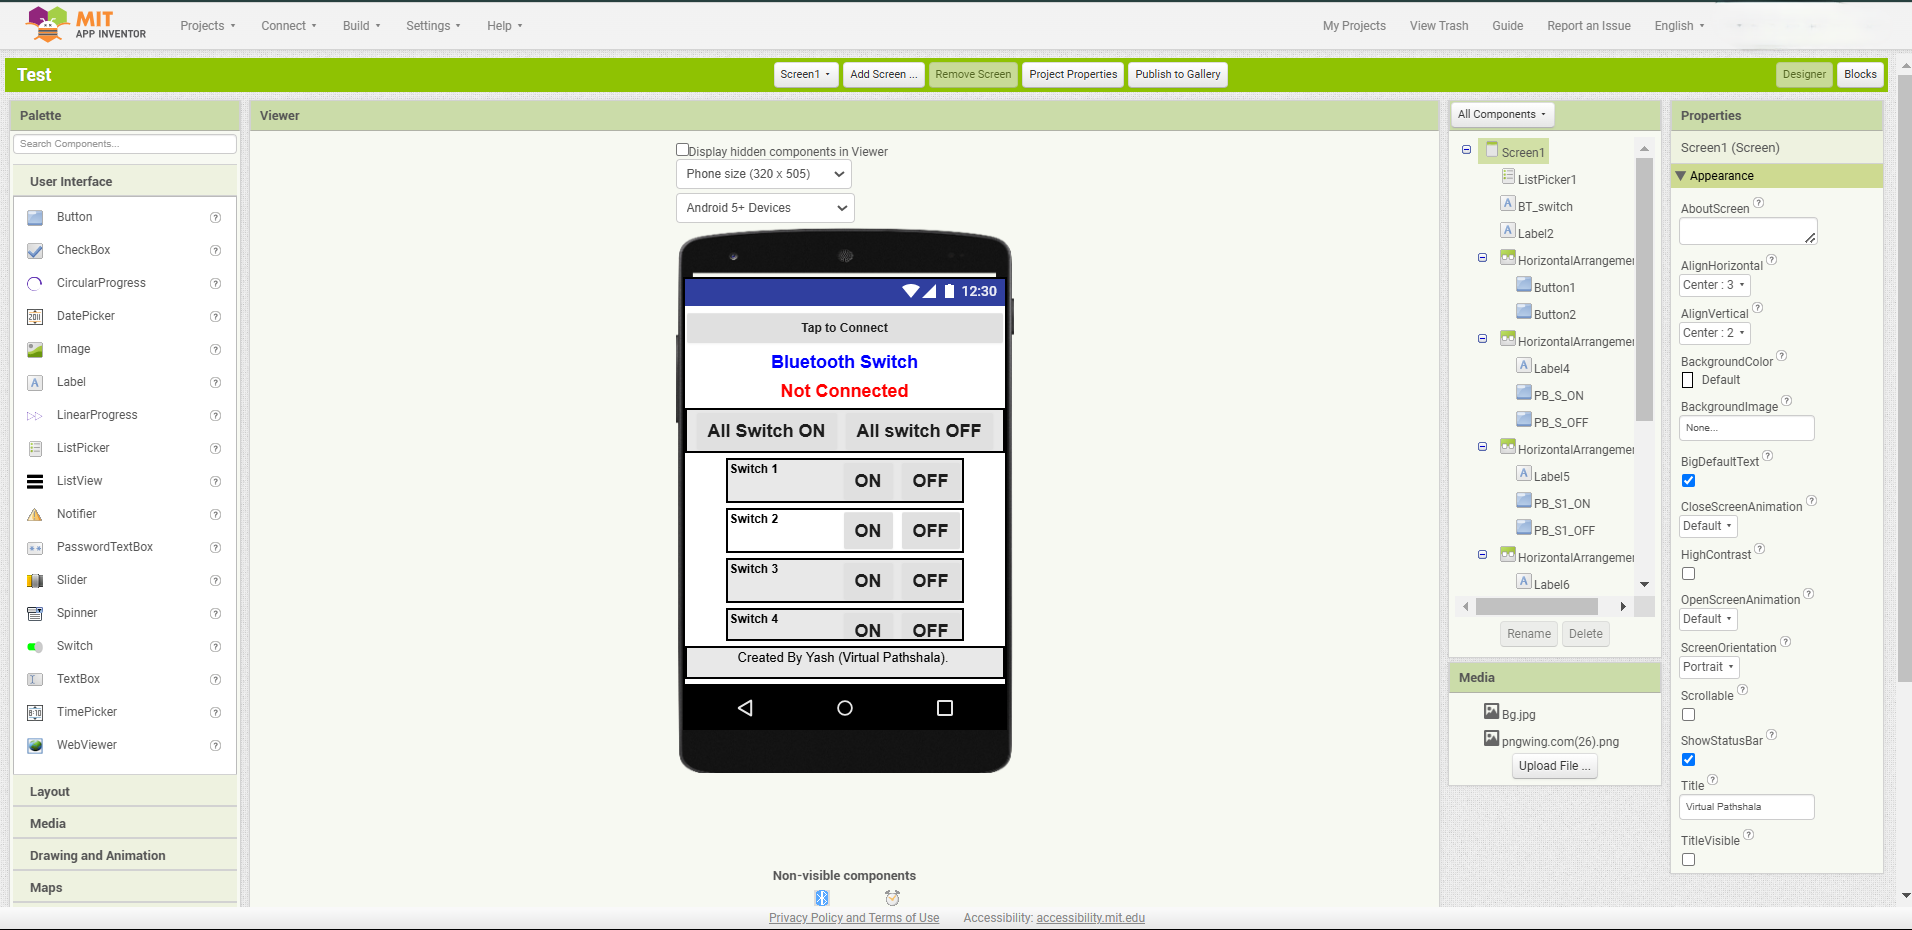 MIT
APP INVENTOR
Projects
Connect
Build
Settings
Help
My Projects
View Trash
Guide
Report an Issue
English
Test
Screen1
Add Screen ...
Remove Screen
Project Properties
Publish to Gallery
Designer
Blocks
Palette
Search Components...
User Interface
Button
CheckBox
CircularProgress
DatePicker
Image
Label
LinearProgress
ListPicker
ListView
Notifier
PasswordTextBox
Slider
Spinner
Switch
TextBox
TimePicker
WebViewer
Layout
Media
Drawing and Animation
Maps
Viewer
Display hidden components in Viewer
Phone size (320 x 505)
Android 5+ Devices
12:30
Tap to Connect
Bluetooth Switch
Not Connected
All Switch ON
All switch OFF
Switch 1
ON
OFF
Switch 2
ON
OFF
Switch 3
ON
OFF
Switch 4
ON
OFF
Created By Yash (Virtual Pathshala).
Non-visible components
Privacy Policy and Terms of Use
Accessibility: accessibility.mit.edu
All Components
Screen1
ListPicker1
BT_switch
Label2
HorizontalArrangemer
Button1
Button2
HorizontalArrangemer
Label4
PB_S_ON
PB_S_OFF
HorizontalArrangemer
Label5
PB_S1_ON
PB_S1_OFF
HorizontalArrangemer
Label6
Rename
Delete
Media
Bg.jpg
pngwing.com(26).png
Upload File ...
Properties
Screen1 (Screen)
Appearance
AboutScreen
AlignHorizontal
Center : 3
AlignVertical
Center : 2
BackgroundColor
Default
BackgroundImage
None...
BigDefaultText
CloseScreenAnimation
Default
HighContrast
OpenScreenAnimation
Default
ScreenOrientation
Portrait
Scrollable
ShowStatusBar
Title
Virtual Pathshala
TitleVisible